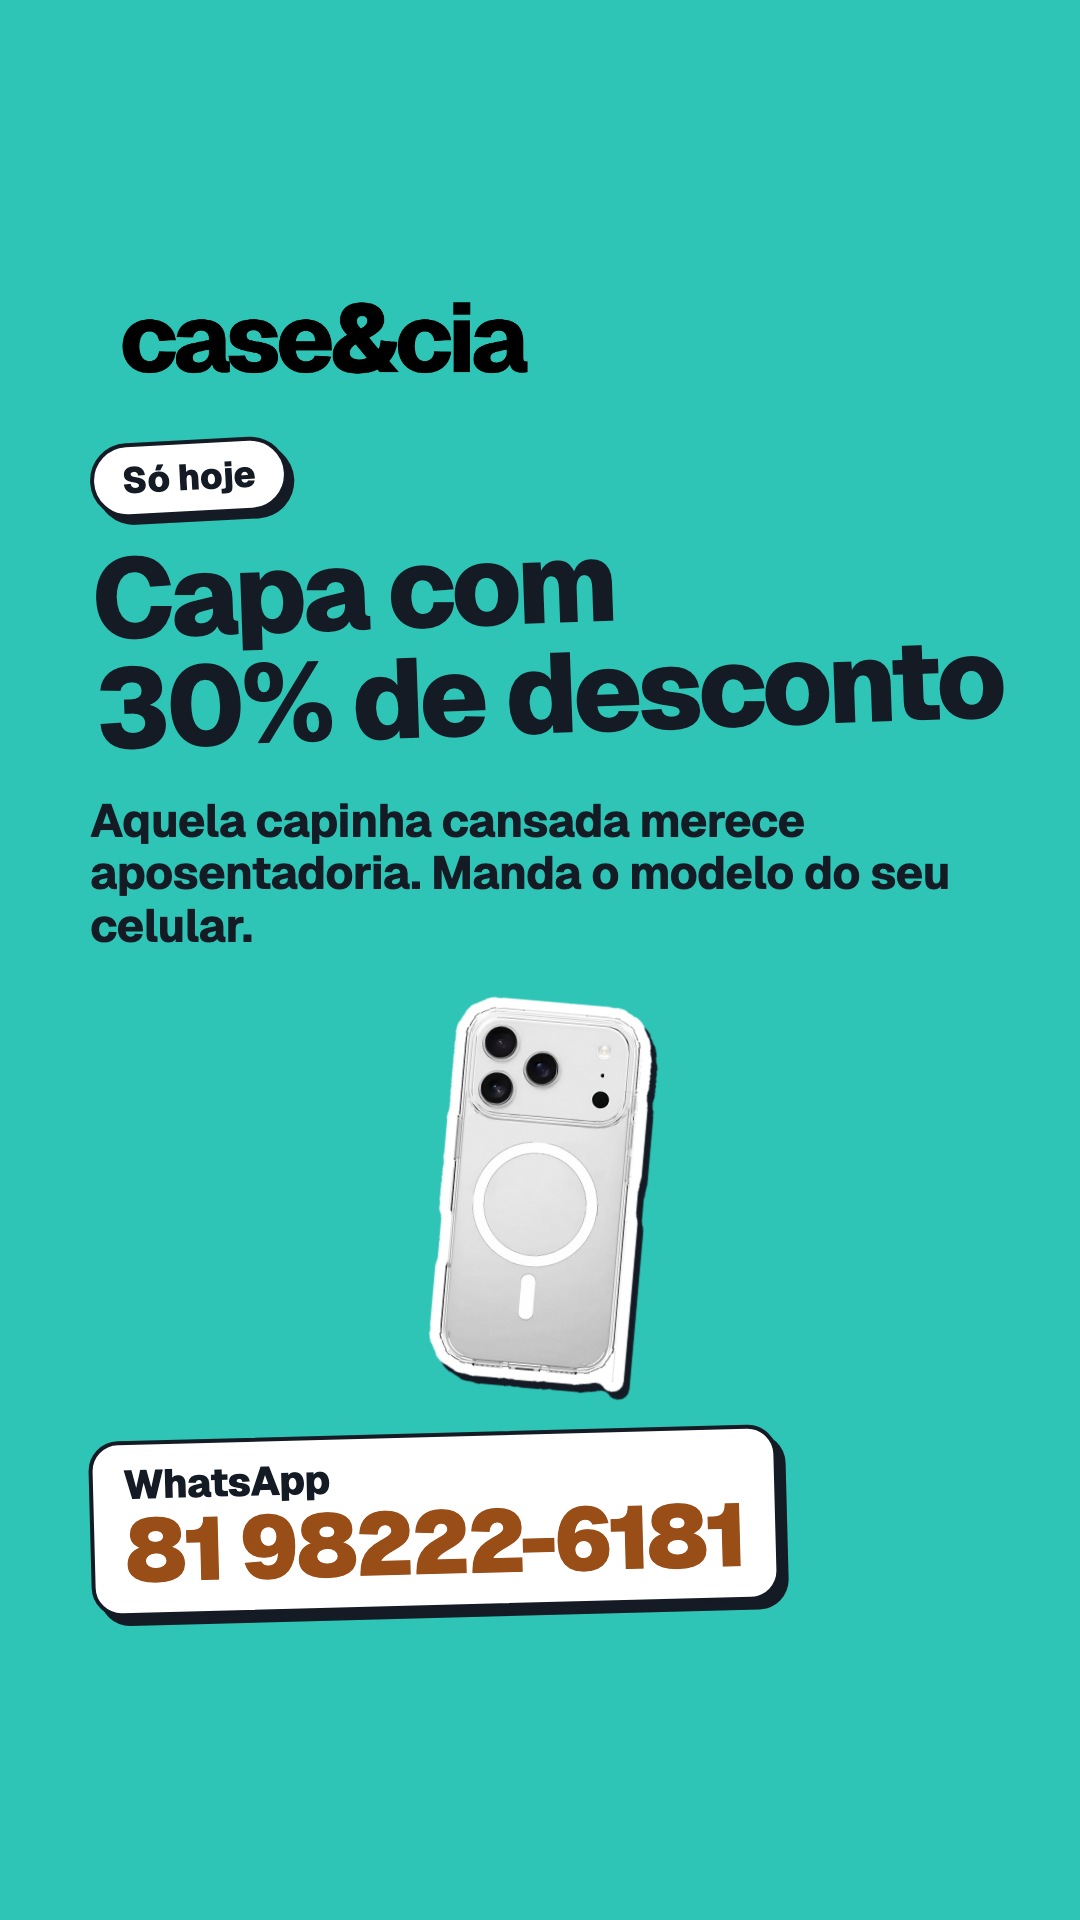 case&cia
Só hoje
Capa com
30% de desconto
Aquela capinha cansada merece
aposentadoria. Manda o modelo do seu
celular.
WhatsApp
81 98222-6181